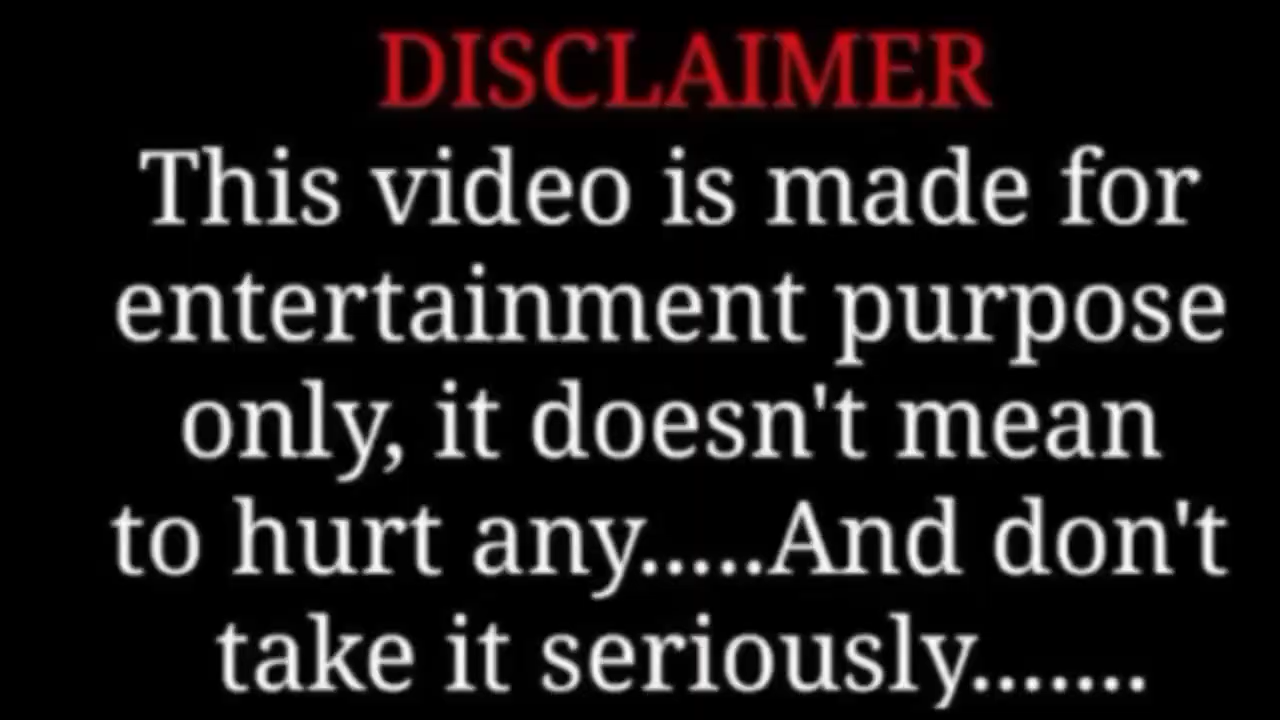 DISCLAIMER
This video is made for
entertainment purpose
only, it doesn't mean
to hurt any.....And don't
take it seriously.......